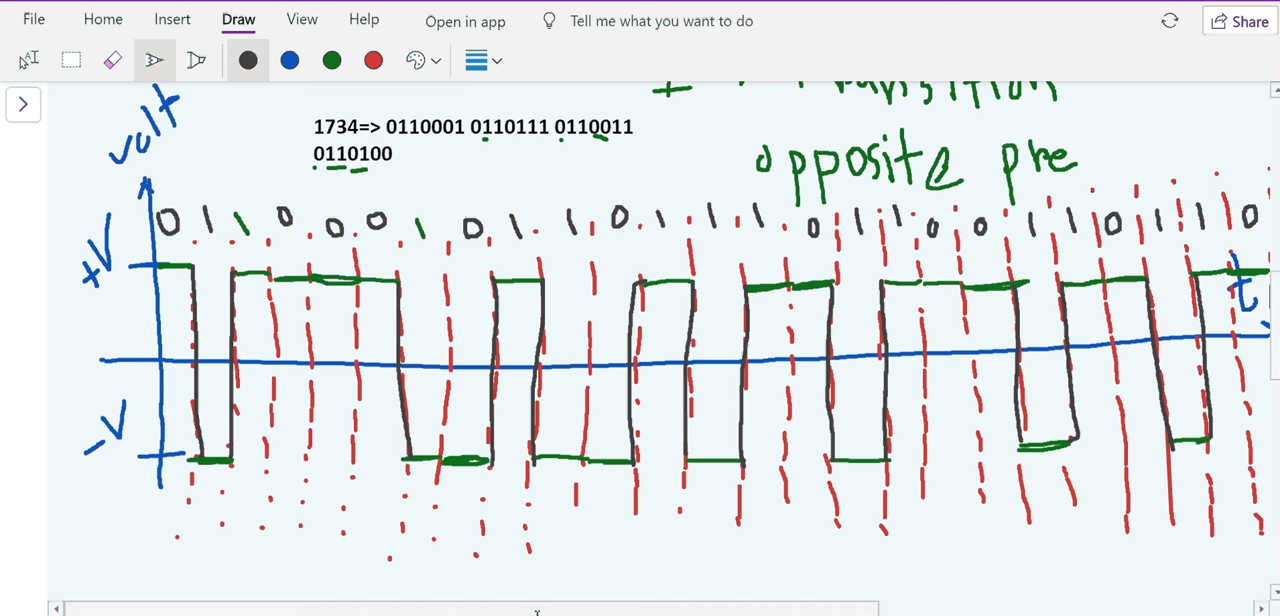 File Home Insert Draw View Help Open in app Tell me what you want to do Share
volt
1734=> 0110001 0110111 0110011
0110100
opposite pre
0 1 1 0 0 0 1 0 1 1 0 1 1 1 0 1 1 0 0 1 1 0 1 1 0
+V
t
-V